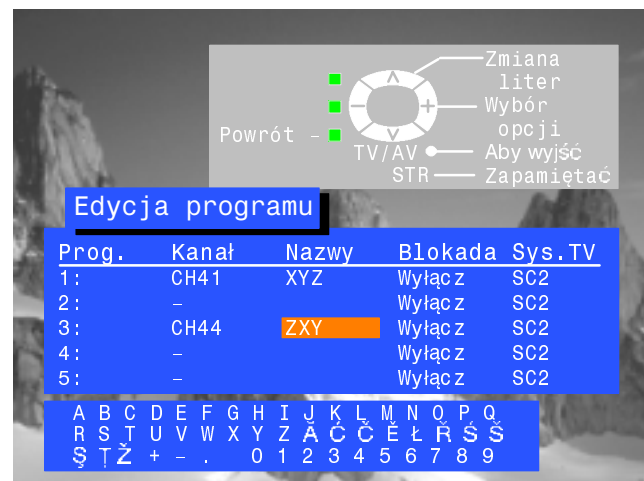 Zmiana
liter
Wybór
opcji
Powrót -
TV/AV Aby wyjść
STR Zapamiętać
Edycja programu
Prog. Kanał Nazwy Blokada Sys.TV
1: CH41 XYZ Wyłącz SC2
2: – Wyłącz SC2
3: CH44 ZXY Wyłącz SC2
4: – Wyłącz SC2
5: – Wyłącz SC2
A B C D E F G H I J K L M N O P Q
R S T U V W X Y Z Ă Ć Č Ě Ł Ř Ś Š
Ş Ţ Ž + – . 0 1 2 3 4 5 6 7 8 9